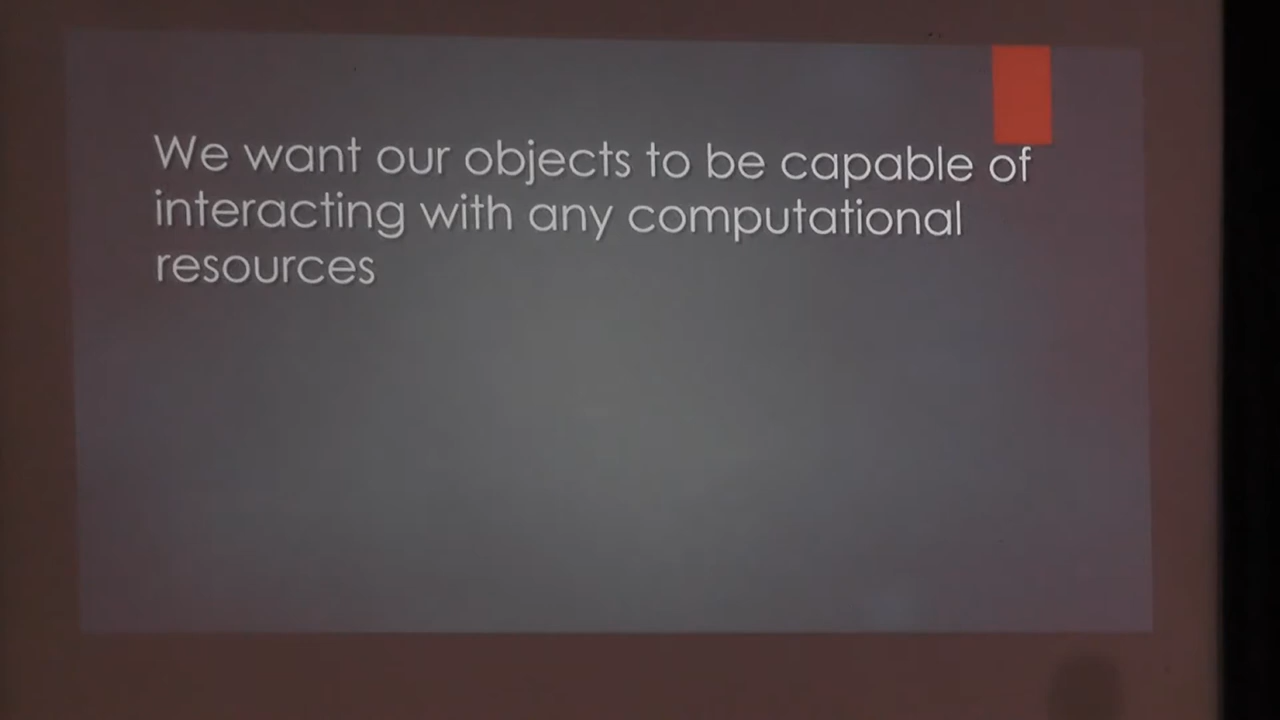 We want our objects to be capable of
interacting with any computational
resources